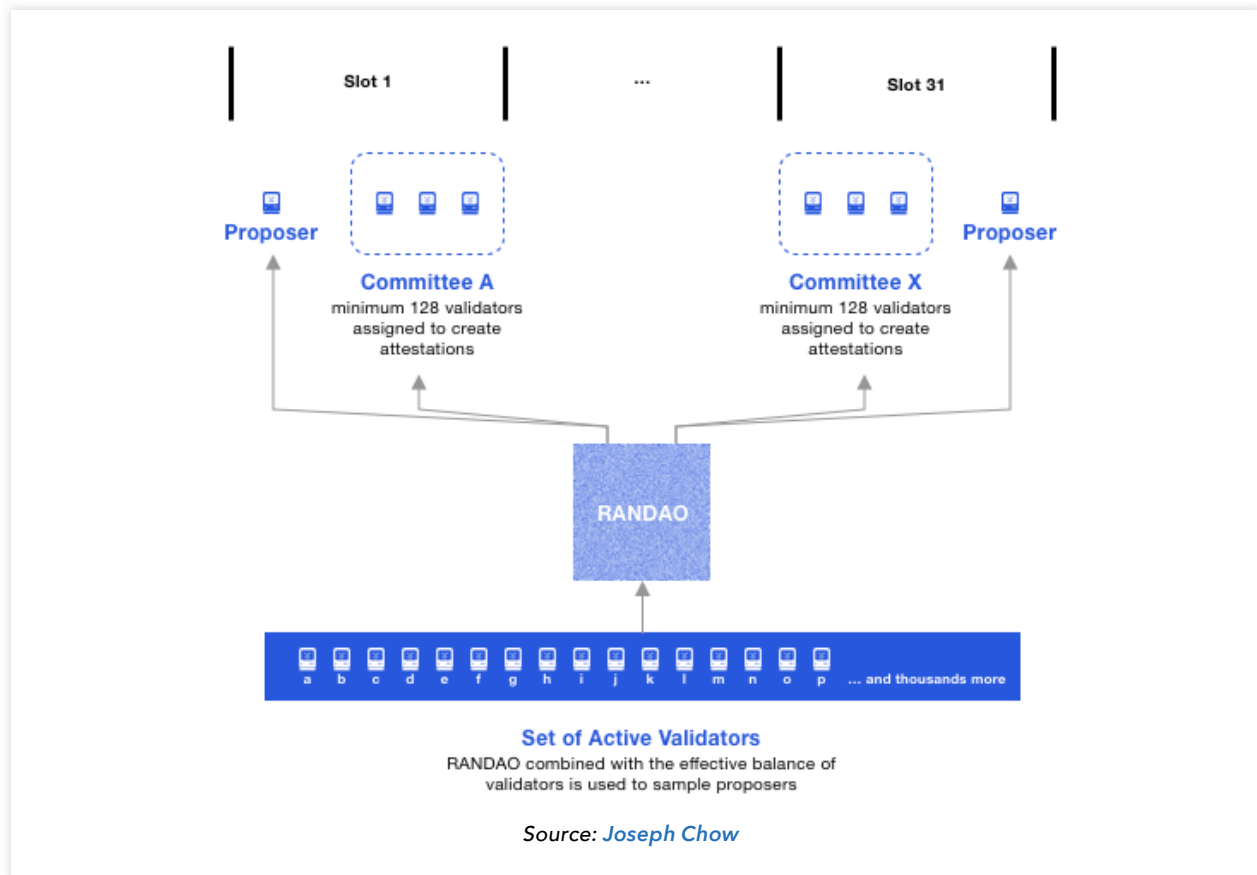 Slot 1
...
Slot 31
Proposer
Proposer
Committee A
minimum 128 validators
assigned to create
attestations
Committee X
minimum 128 validators
assigned to create
attestations
RANDAO
a b c d e f g h i j k l m n o p ... and thousands more
Set of Active Validators
RANDAO combined with the effective balance of
validators is used to sample proposers
Source: Joseph Chow